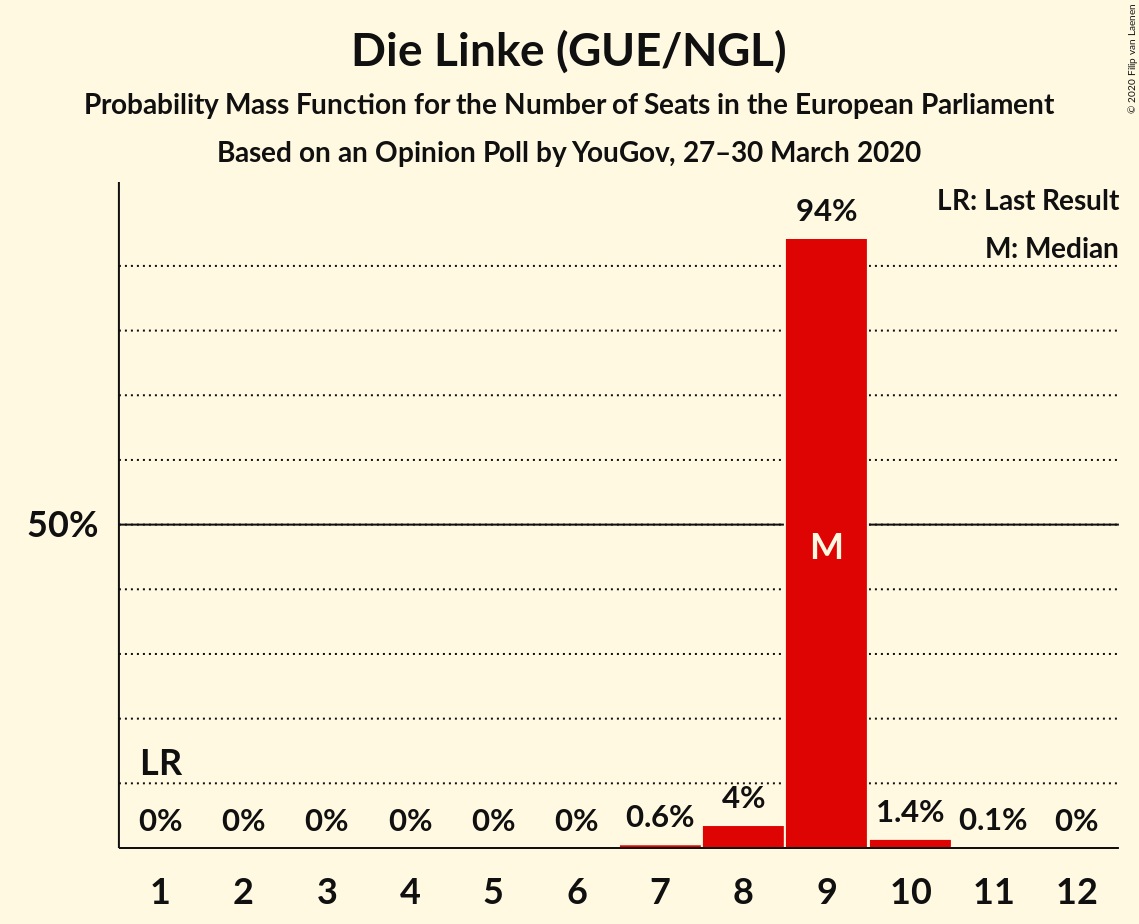 Die Linke (GUE/NGL)
Probability Mass Function for the Number of Seats in the European Parliament
Based on an Opinion Poll by YouGov, 27–30 March 2020
© 2020 Filip van Laenen
LR: Last Result
M: Median
94%
50%
M
LR
0% 0% 0% 0% 0% 0% 0.6% 4% 1.4% 0.1% 0%
1 2 3 4 5 6 7 8 9 10 11 12